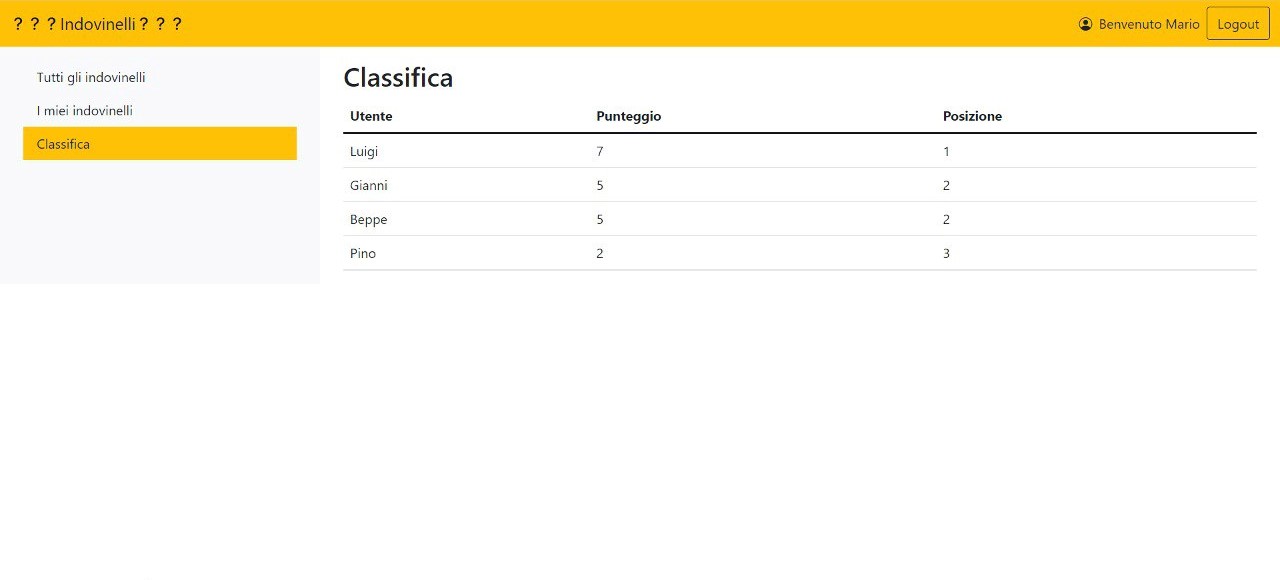 ? ? ? Indovinelli ? ? ?
Benvenuto Mario Logout
Tutti gli indovinelli
I miei indovinelli
Classifica
Classifica
Utente Punteggio Posizione
Luigi 7 1
Gianni 5 2
Beppe 5 2
Pino 2 3